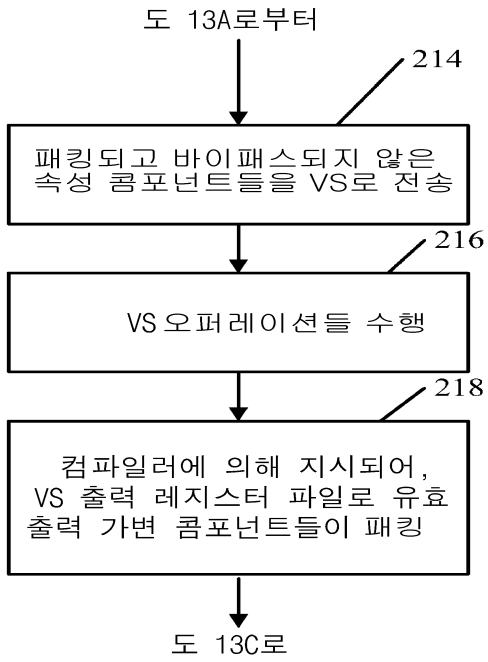 도 13A로부터
214
패킹되고 바이패스되지 않은
속성 콤포넌트들을 VS로 전송
216
VS 오퍼레이션들 수행
218
컴파일러에 의해 지시되어,
VS 출력 레지스터 파일로 유효
출력 가변 콤포넌트들이 패킹
도 13C로